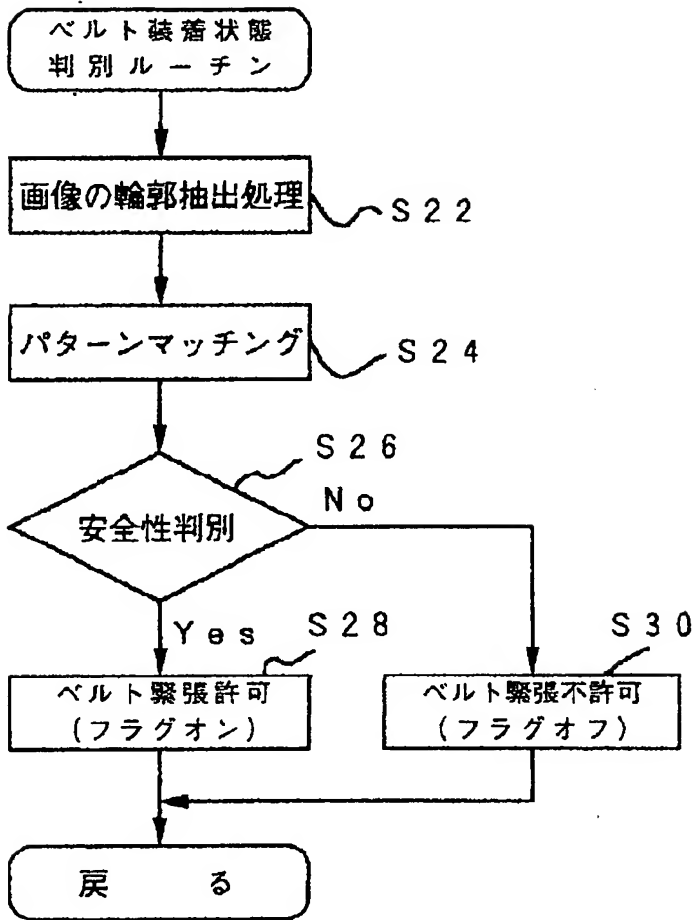 ベルト装着状態
判別ルーチン
画像の輪郭抽出処理
S22
パターンマッチング
S24
S26
No
安全性判別
Yes
S28
S30
ベルト緊張許可
(フラグオン)
ベルト緊張不許可
(フラグオフ)
戻る